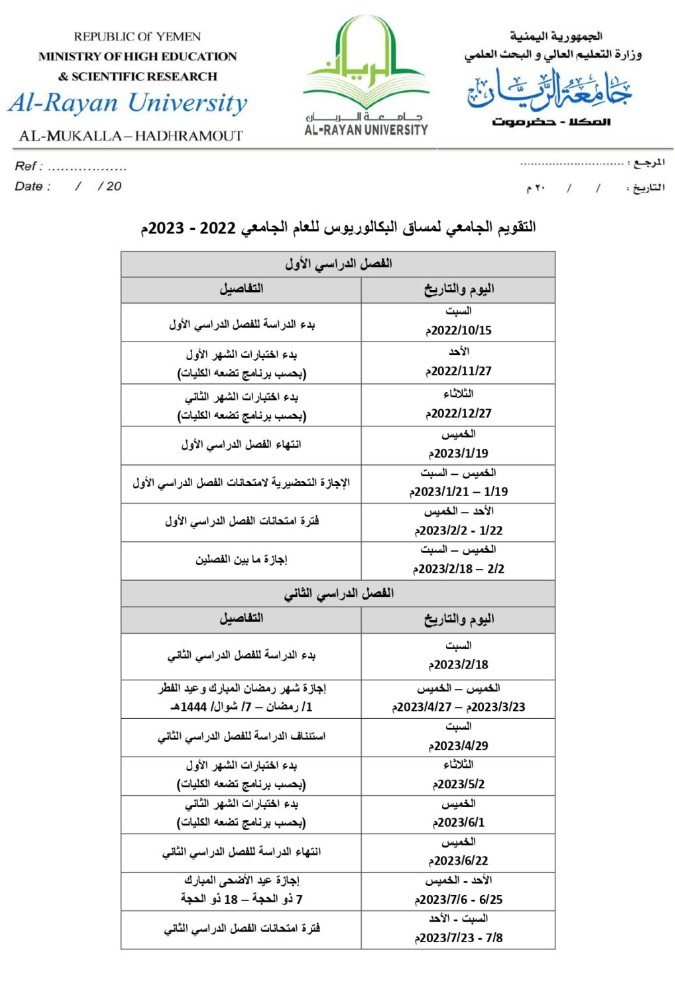 REPUBLIC Of YEMEN
MINISTRY OF HIGH EDUCATION
& SCIENTIFIC RESEARCH
Al-Rayan University
AL-MUKALLA – HADHRAMOUT
الريان
جامعة الريان
AL-RAYAN UNIVERSITY
الجمهورية اليمنية
وزارة التعليم العالي و البحث العلمي
جامعة الريان
المكلا - حضرموت
Ref : ..................
Date : / / 20
المرجع : ............................
التاريخ : / / ٢٠ م
التقويم الجامعي لمساق البكالوريوس للعام الجامعي 2022 - 2023م
الفصل الدراسي الأول
اليوم والتاريخ التفاصيل
السبت
2022/10/15م
بدء الدراسة للفصل الدراسي الأول
الأحد
2022/11/27م
بدء اختبارات الشهر الأول
(بحسب برنامج تضعه الكليات)
الثلاثاء
2022/12/27م
بدء اختبارات الشهر الثاني
(بحسب برنامج تضعه الكليات)
الخميس
2023/1/19م
انتهاء الفصل الدراسي الأول
الخميس – السبت
1/19 – 2023/1/21م
الإجازة التحضيرية لامتحانات الفصل الدراسي الأول
الأحد – الخميس
1/22 - 2023/2/2م
فترة امتحانات الفصل الدراسي الأول
الخميس – السبت
2/2 – 2023/2/18م
إجازة ما بين الفصلين
الفصل الدراسي الثاني
اليوم والتاريخ التفاصيل
السبت
2023/2/18م
بدء الدراسة للفصل الدراسي الثاني
الخميس – الخميس
2023/3/23م – 2023/4/27م
إجازة شهر رمضان المبارك وعيد الفطر
1/ رمضان – 7/ شوال/ 1444هـ
السبت
2023/4/29م
استئناف الدراسة للفصل الدراسي الثاني
الثلاثاء
2023/5/2م
بدء اختبارات الشهر الأول
(بحسب برنامج تضعه الكليات)
الخميس
2023/6/1م
بدء اختبارات الشهر الثاني
(بحسب برنامج تضعه الكليات)
الخميس
2023/6/22م
انتهاء الدراسة للفصل الدراسي الثاني
الأحد - الخميس
6/25 - 2023/7/6م
إجازة عيد الأضحى المبارك
7 ذو الحجة – 18 ذو الحجة
السبت - الأحد
7/8 - 2023/7/23م
فترة امتحانات الفصل الدراسي الثاني